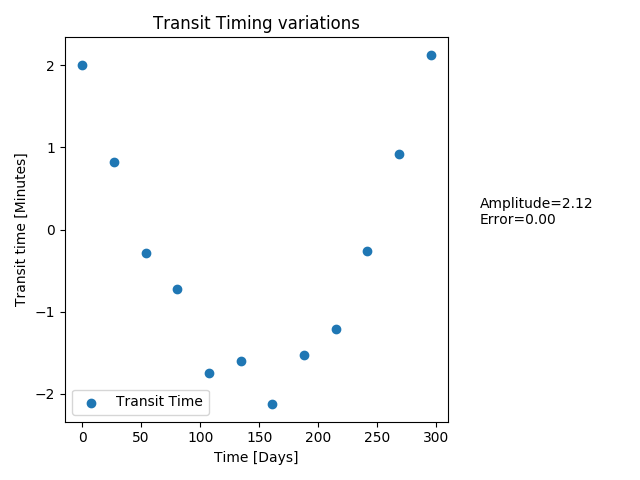 Transit Timing variations
Transit time [Minutes]
2
1
0
−1
−2
Amplitude=2.12
Error=0.00
Transit Time
0 50 100 150 200 250 300
Time [Days]